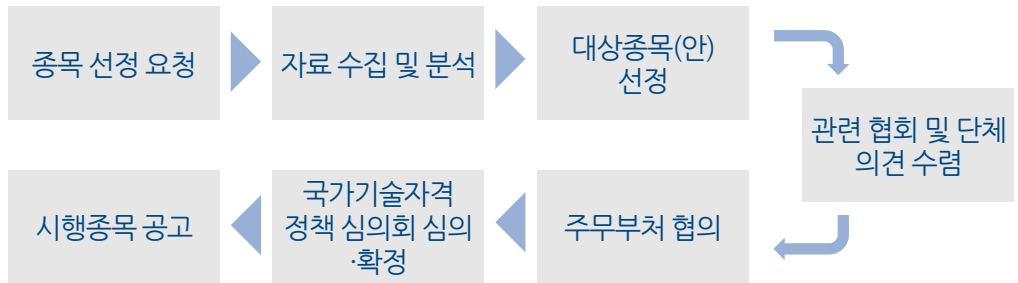 종목 선정 요청
자료 수집 및 분석
대상종목(안)
선정
관련 협회 및 단체
의견 수렴
주무부처 협의
국가기술자격
정책 심의회 심의
·확정
시행종목 공고